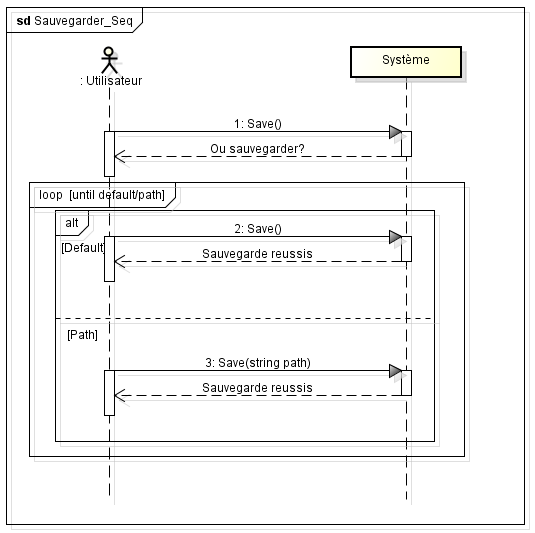 sd Sauvegarder_Seq
: Utilisateur
Système
1: Save()
Ou sauvegarder?
loop [until default/path]
alt
2: Save()
[Default]
Sauvegarde reussis
[Path]
3: Save(string path)
Sauvegarde reussis